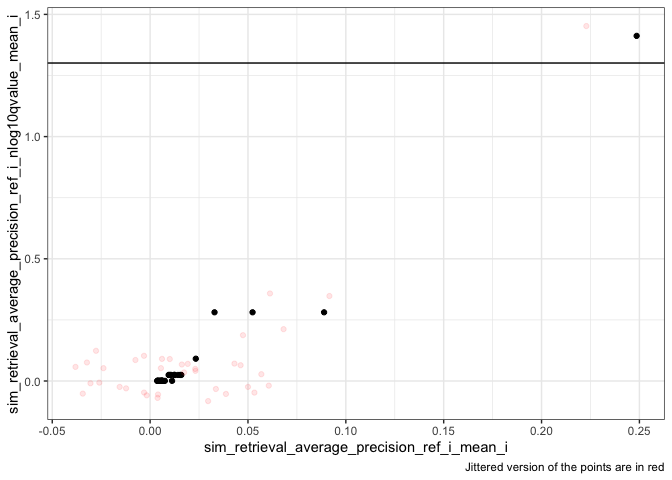 sim_retrieval_average_precision_ref_i_nlog10qvalue_mean_i
1.5
1.0
0.5
0.0
-0.05 0.00 0.05 0.10 0.15 0.20 0.25
sim_retrieval_average_precision_ref_i_mean_i
Jittered version of the points are in red